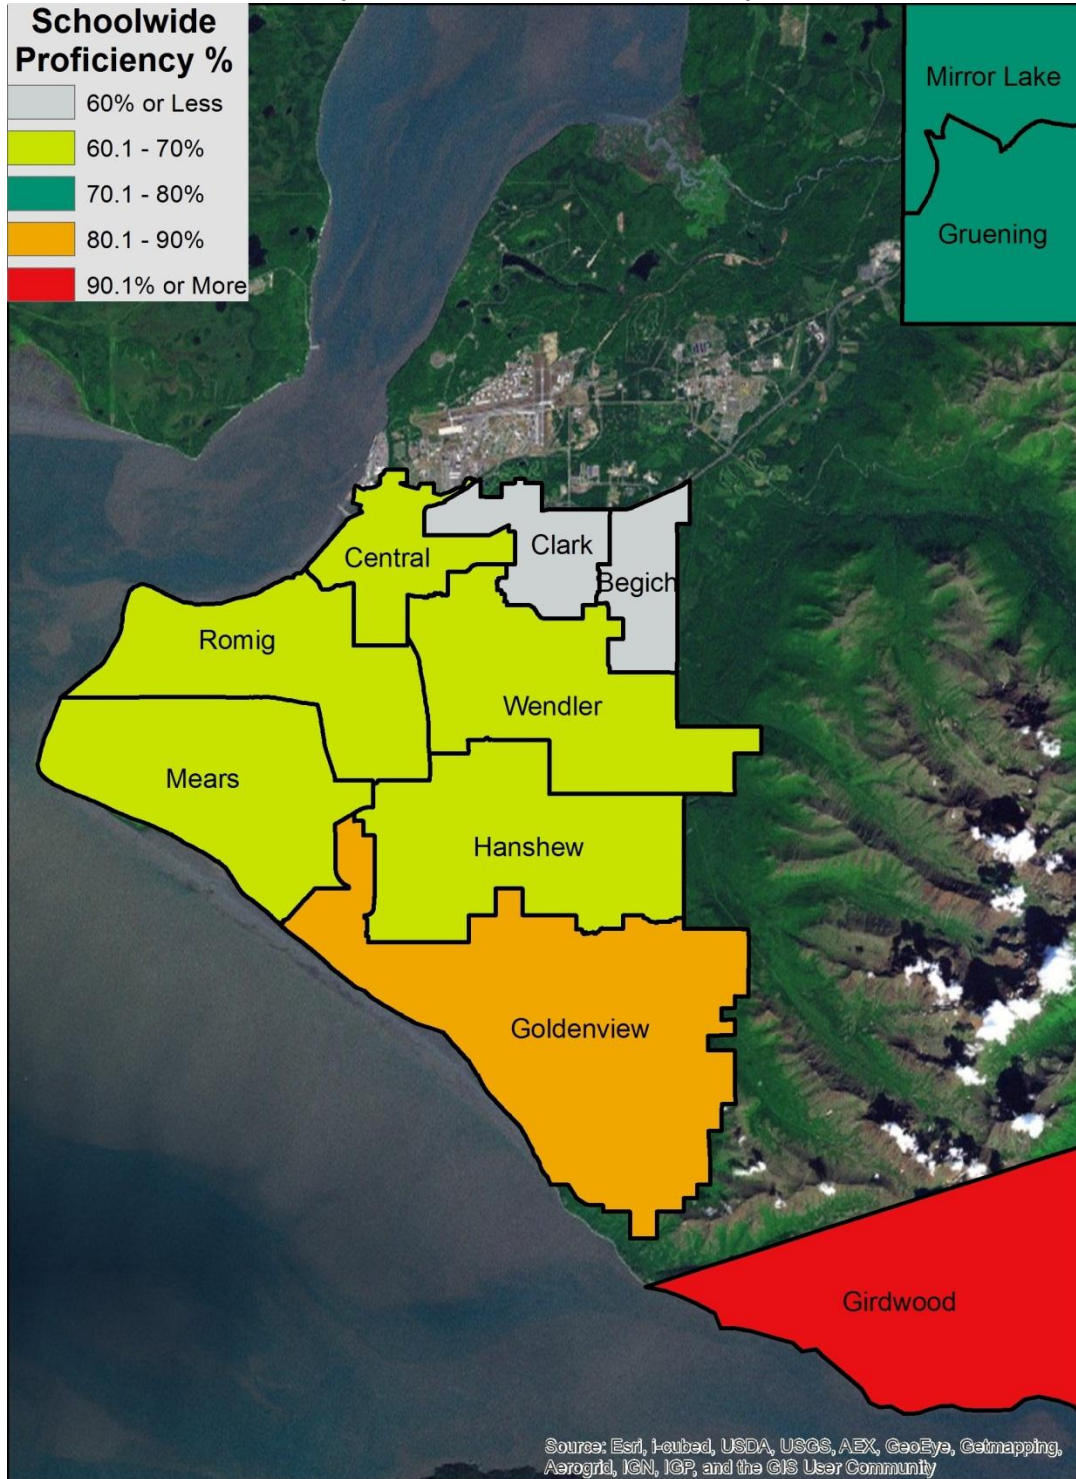 Schoolwide
Proficiency %
60% or Less
60.1 - 70%
70.1 - 80%
80.1 - 90%
90.1% or More
Mirror Lake
Gruening
Clark
Central
Begich
Romig
Wendler
Mears
Hanshew
Goldenview
Girdwood
Source: Esri, i-cubed, USDA, USGS, AEX, GeoEye, Getmapping,
Aerogrid, IGN, IGP, and the GIS User Community